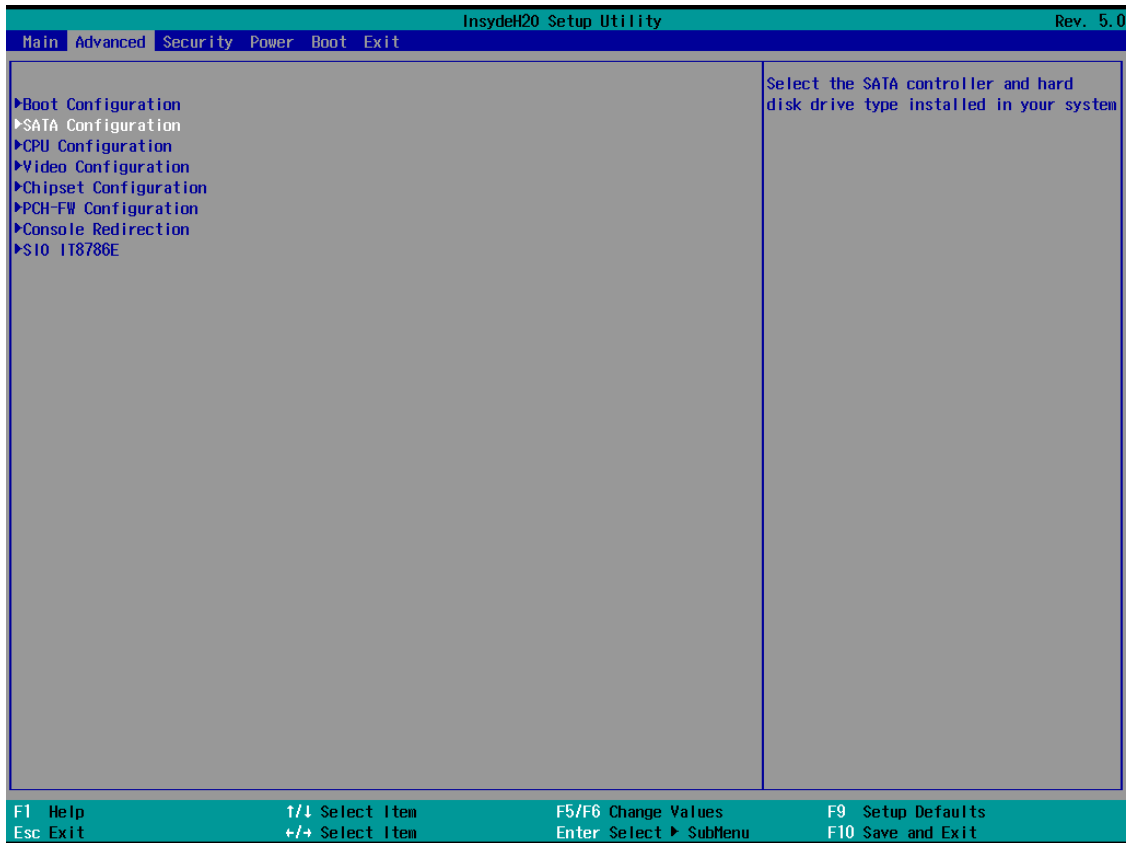 InsydeH20 Setup Utility Rev. 5.0
Main Advanced Security Power Boot Exit
▶Boot Configuration
▶SATA Configuration
▶CPU Configuration
▶Video Configuration
▶Chipset Configuration
▶PCH-FW Configuration
▶Console Redirection
▶SIO IT8786E
Select the SATA controller and hard
disk drive type installed in your system
F1 Help ↑/↓ Select Item F5/F6 Change Values F9 Setup Defaults
Esc Exit ←/→ Select Item Enter Select ▶ SubMenu F10 Save and Exit